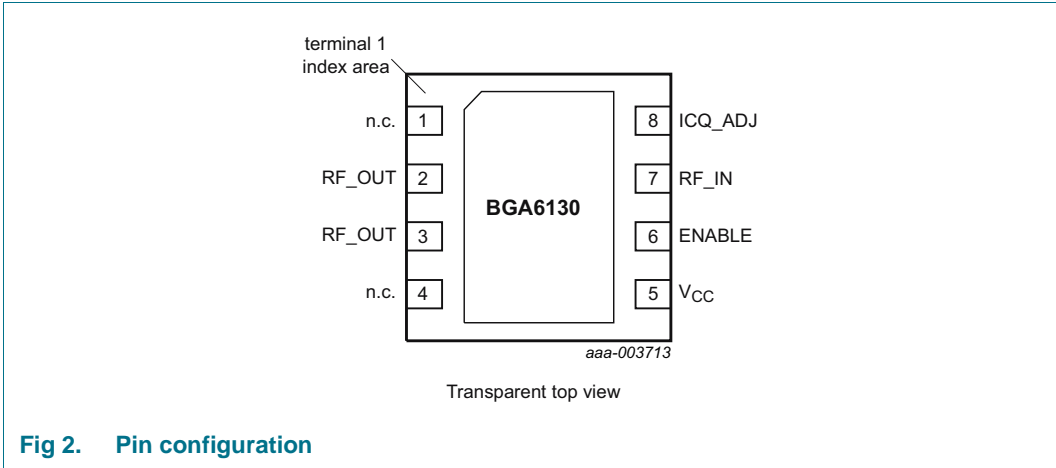 terminal 1
index area
n.c. 1
8 ICQ_ADJ
RF_OUT 2
7 RF_IN
BGA6130
RF_OUT 3
6 ENABLE
n.c. 4
5 VCC
aaa-003713
Transparent top view
Fig 2. Pin configuration